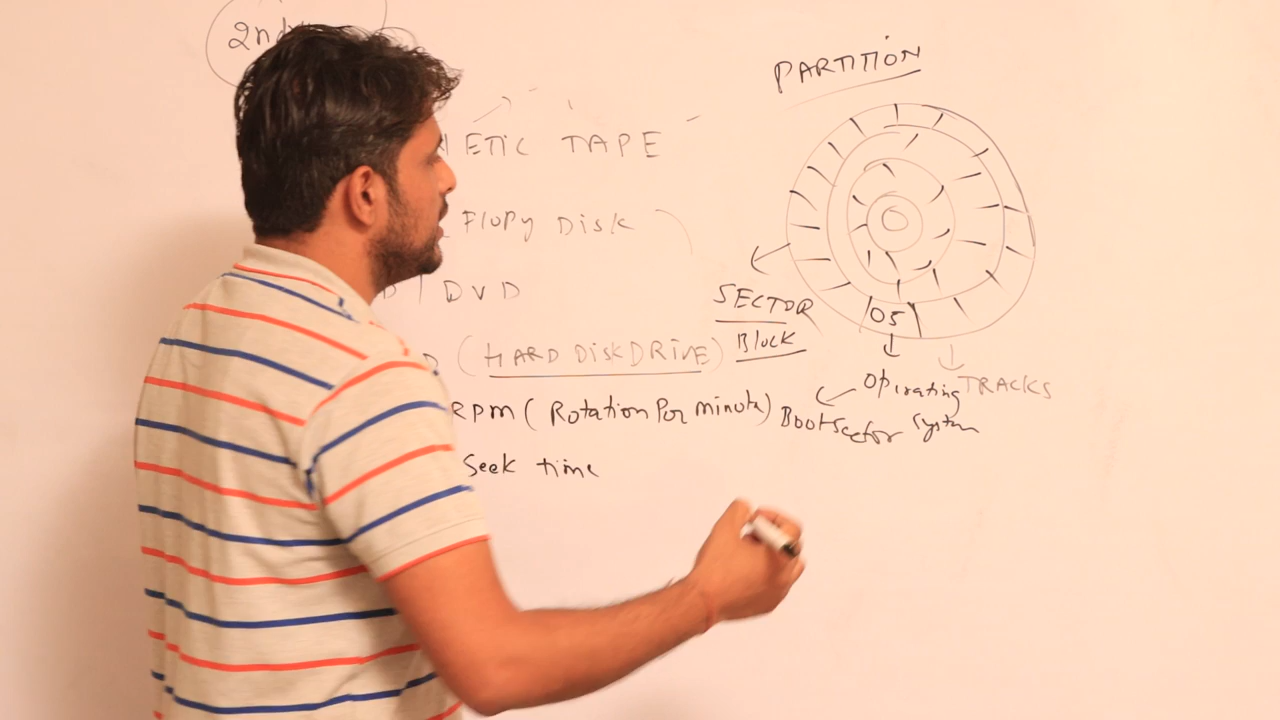 2nd
PARTITION
ETIC TAPE
Flopy Disk
DVD
SECTOR
Block
(HARD DISK DRIVE)
OS
Opirating
System
TRACKS
RPM (Rotation Per minute)
Boot Sector
Seek time